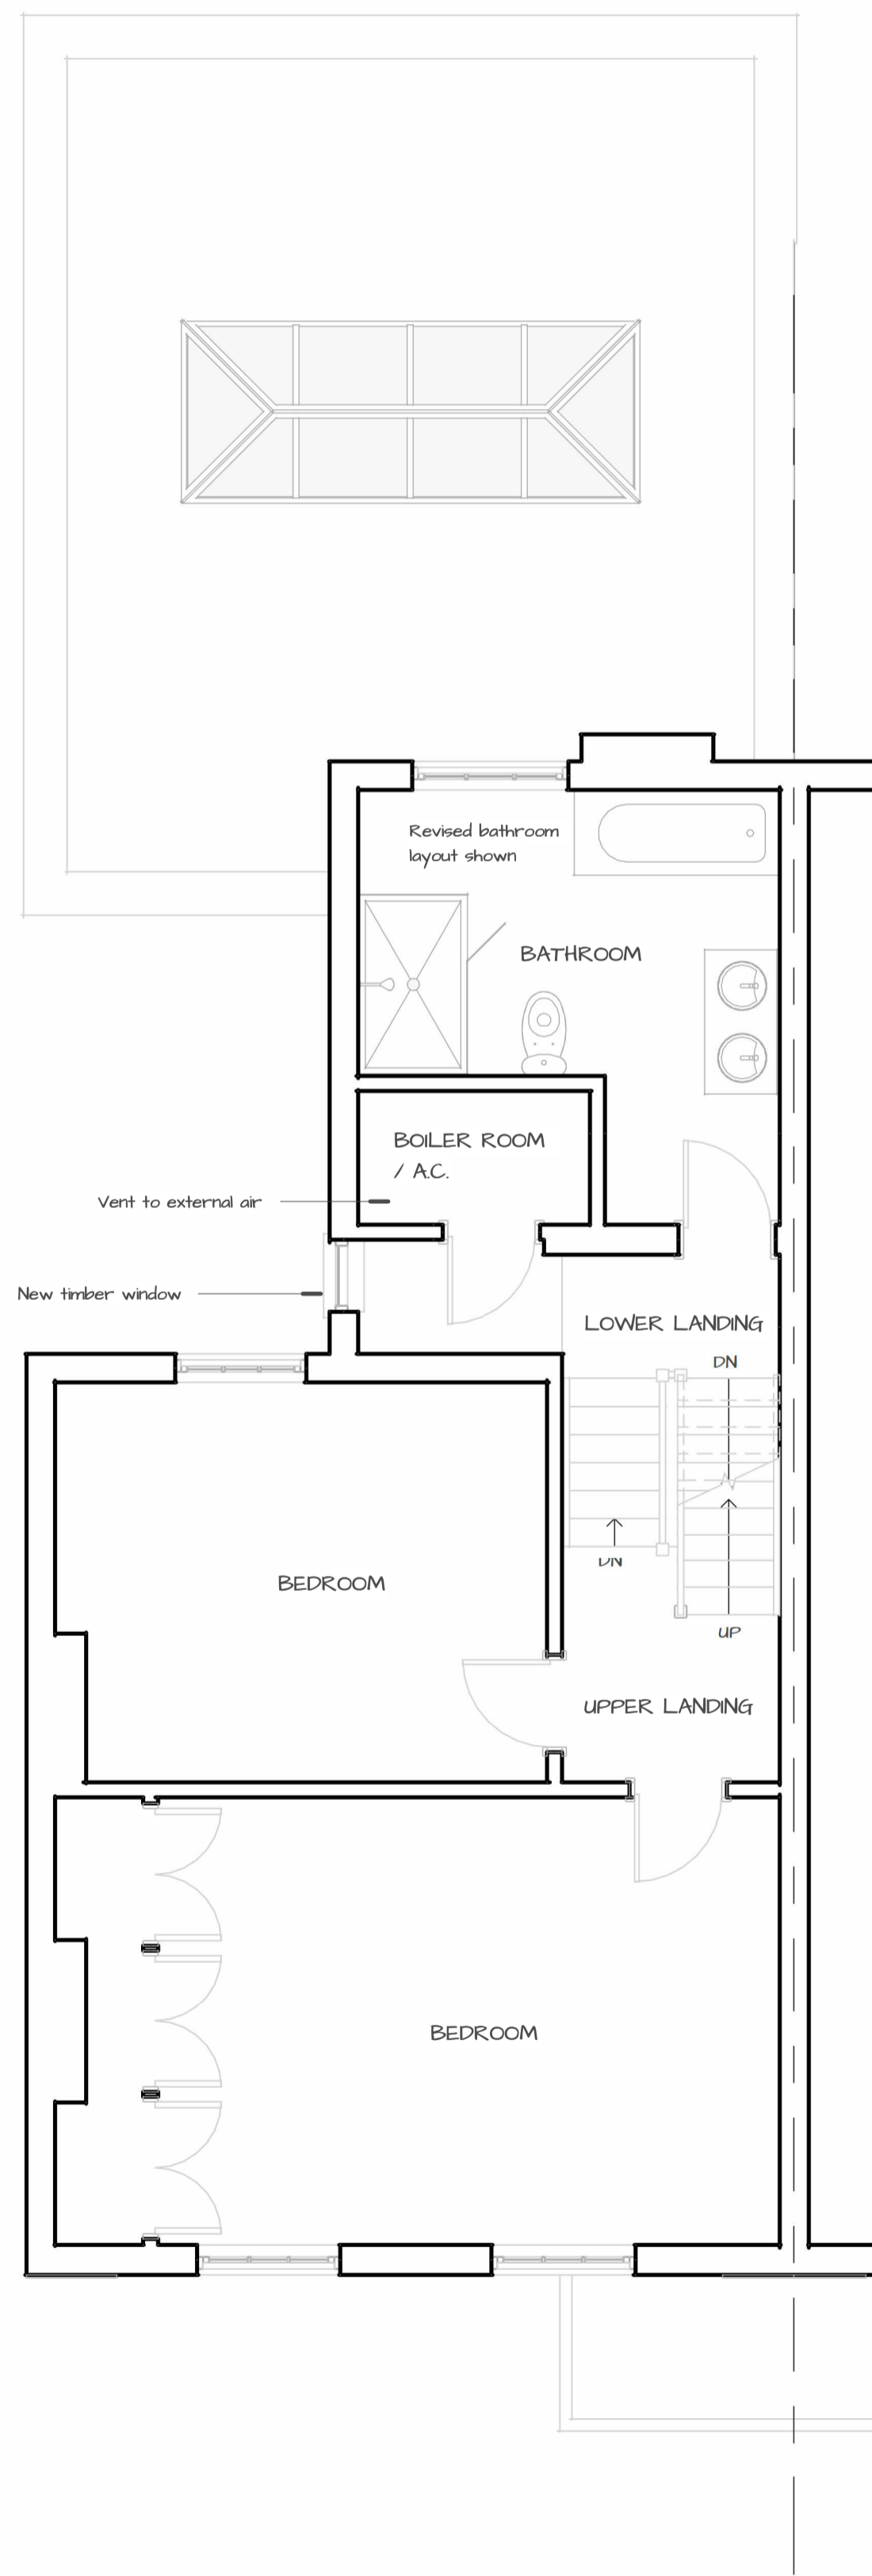 Revised bathroom
layout shown
BATHROOM
BOILER ROOM
/ A.C.
Vent to external air
New timber window
LOWER LANDING
DN
BEDROOM
DN
UP
UPPER LANDING
BEDROOM